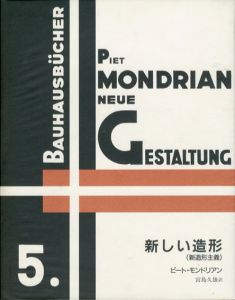 BAUHAUSBÜCHER
PIET
MONDRIAN
NEUE
GESTALTUNG
5.
新しい造形
(新造形主義)
ピート・モンドリアン
宮島久雄訳